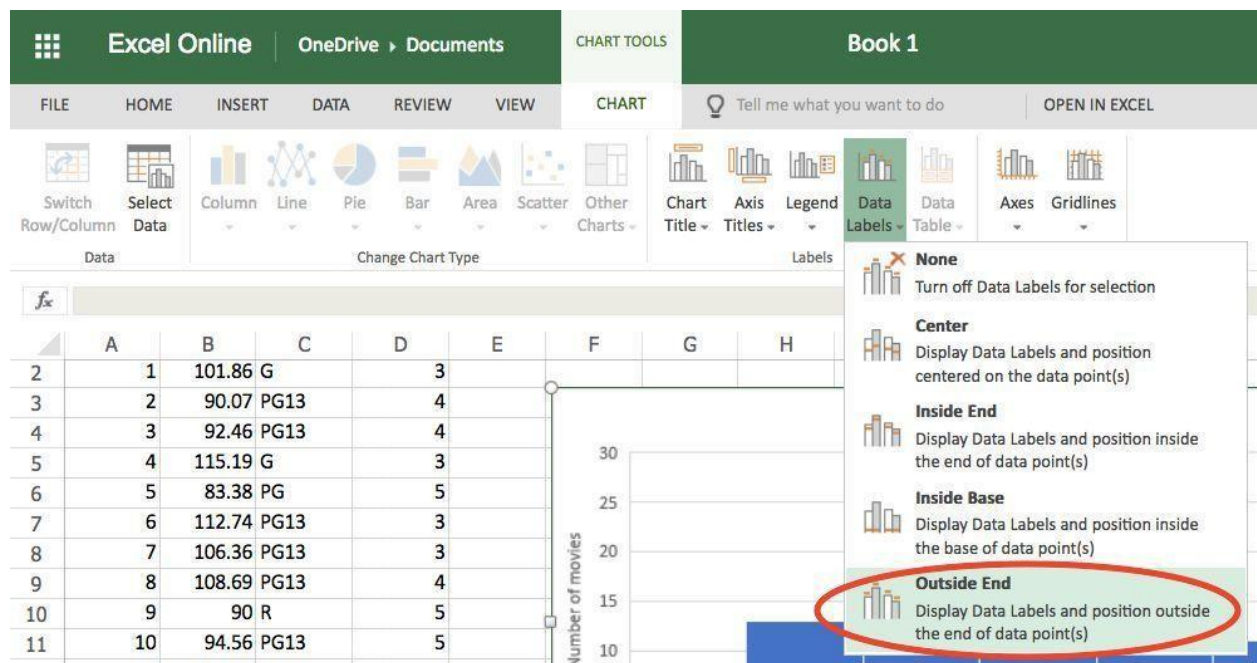 Excel Online OneDrive ▸ Documents CHART TOOLS Book 1
FILE HOME INSERT DATA REVIEW VIEW CHART Tell me what you want to do OPEN IN EXCEL
Switch Row/Column
Select Data
Column
Line
Pie
Bar
Area
Scatter
Other Charts
Chart Title
Axis Titles
Legend
Data Labels
Data Table
Axes
Gridlines
Data Change Chart Type Labels
None
Turn off Data Labels for selection
Center
Display Data Labels and position
centered on the data point(s)
Inside End
Display Data Labels and position inside
the end of data point(s)
Inside Base
Display Data Labels and position inside
the base of data point(s)
Outside End
Display Data Labels and position outside
the end of data point(s)
fx
A B C D E F G H
2 1 101.86 G 3
3 2 90.07 PG13 4
4 3 92.46 PG13 4
5 4 115.19 G 3
6 5 83.38 PG 5
7 6 112.74 PG13 3
8 7 106.36 PG13 3
9 8 108.69 PG13 4
10 9 90 R 5
11 10 94.56 PG13 5
30
25
20
15
10
Number of movies